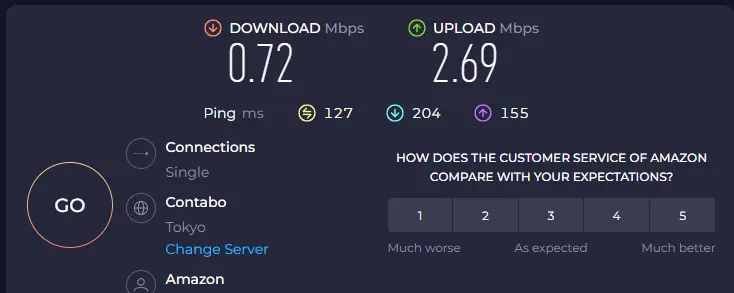 DOWNLOAD Mbps
0.72
UPLOAD Mbps
2.69
Ping ms 127 204 155
GO
Connections
Single
Contabo
Tokyo
Change Server
Amazon
HOW DOES THE CUSTOMER SERVICE OF AMAZON
COMPARE WITH YOUR EXPECTATIONS?
1 2 3 4 5
Much worse As expected Much better